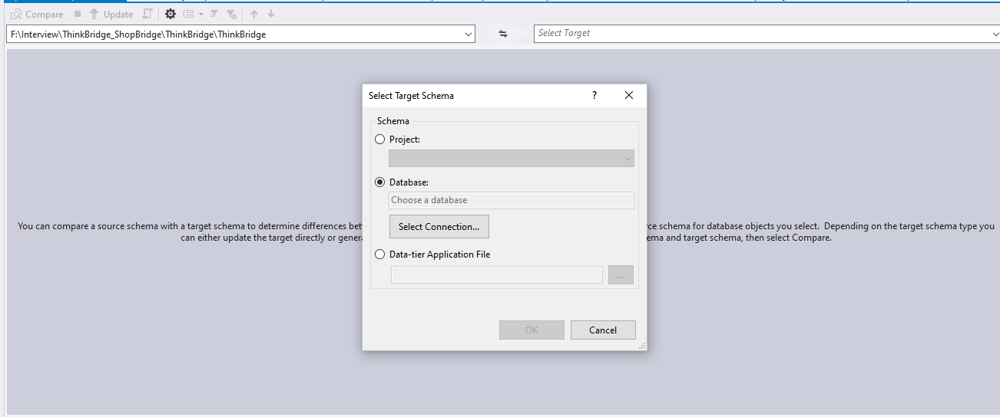 Compare
Update
F:\Interview\ThinkBridge_ShopBridge\ThinkBridge\ThinkBridge
Select Target
Select Target Schema
?
Schema
Project:
Database:
Choose a database
Select Connection...
Data-tier Application File
...
OK
Cancel
You can compare a source schema with a target schema to determine differences bet
rce schema for database objects you select. Depending on the target schema type you
can either update the target directly or genera
ema and target schema, then select Compare.